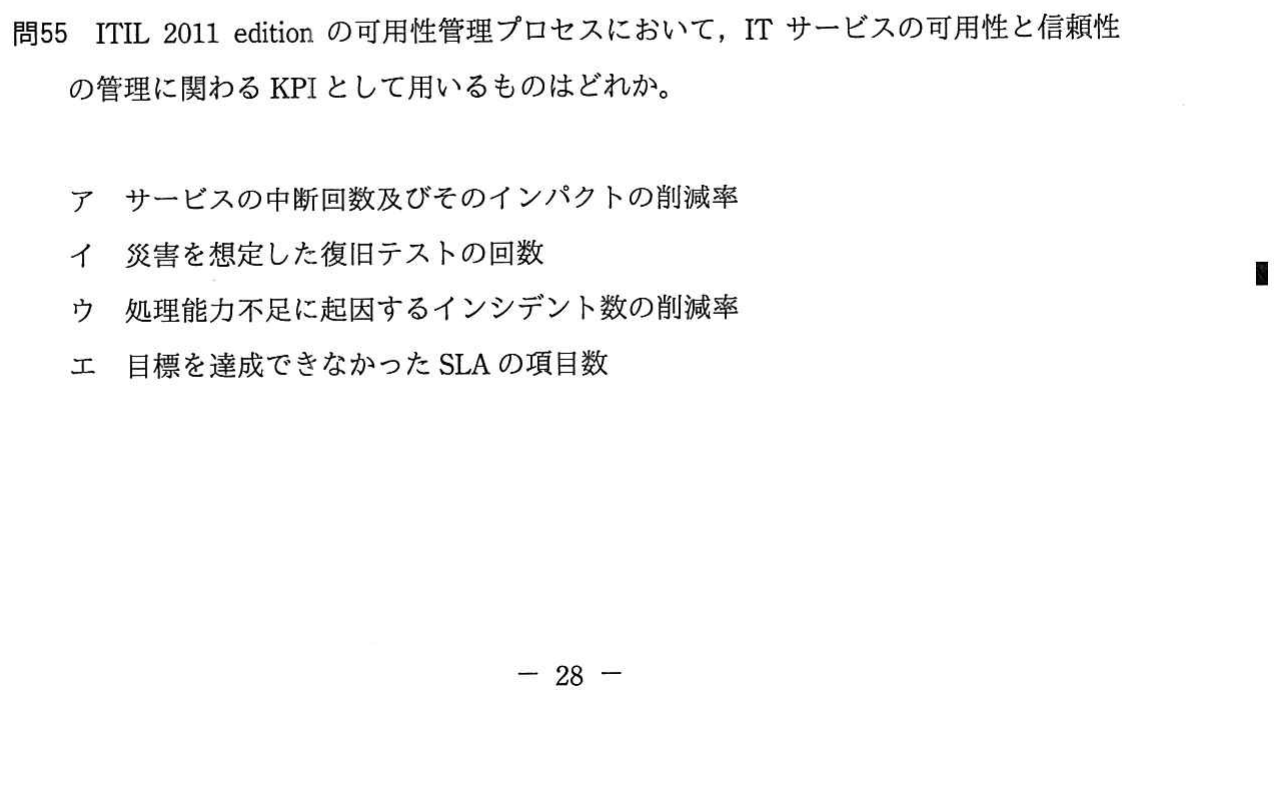 問55 ITIL 2011 edition の可用性管理プロセスにおいて，IT サービスの可用性と信頼性
の管理に関わる KPI として用いるものはどれか。
ア サービスの中断回数及びそのインパクトの削減率
イ 災害を想定した復旧テストの回数
ウ 処理能力不足に起因するインシデント数の削減率
エ 目標を達成できなかった SLA の項目数
－ 28 －